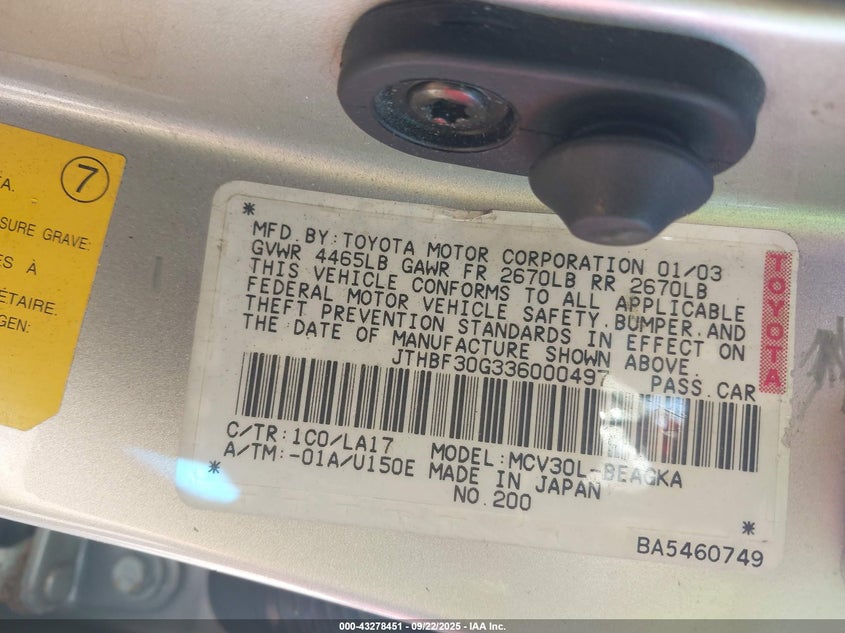 7
A.
SURE GRAVE:
ES À
ÉTAIRE.
GEN:
* MFD.BY:TOYOTA MOTOR CORPORATION 01/03
GVWR 4465LB GAWR FR 2670LB RR 2670LB
THIS VEHICLE CONFORMS TO ALL APPLICABLE
FEDERAL MOTOR VEHICLE SAFETY,BUMPER,AND
THEFT PREVENTION STANDARDS IN EFFECT ON
THE DATE OF MANUFACTURE SHOWN ABOVE.
JTHBF30G336000497 PASS.CAR
TOYOTA
C/TR:1C0/LA17 MODEL:MCV30L-BEAGKA
A/TM:-01A/U150E MADE IN JAPAN
* NO.200 *
BA5460749
000-43278451 - 09/22/2025 - IAA Inc.